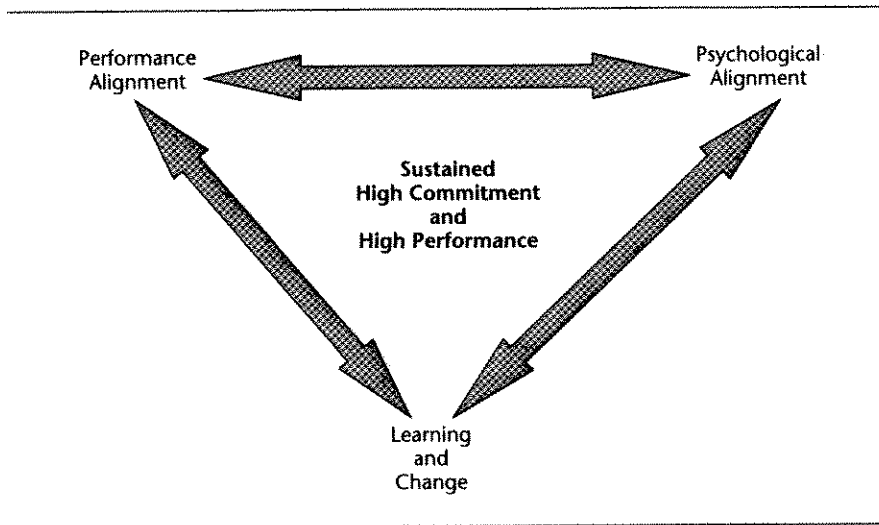 Performance
Alignment
Psychological
Alignment
Sustained
High Commitment
and
High Performance
Learning
and
Change